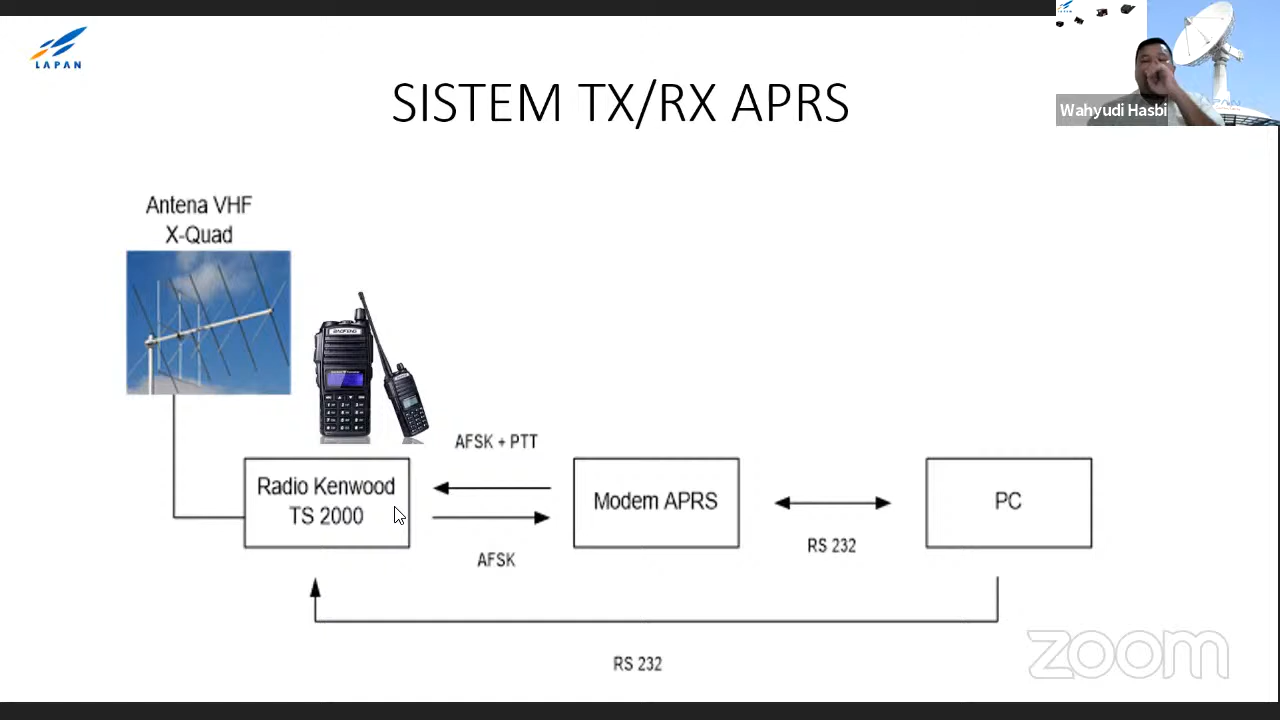 LAPAN
SISTEM TX/RX APRS
Wahyudi Hasbi
Antena VHF
X-Quad
BAOFENG
AFSK + PTT
Radio Kenwood
TS 2000
Modem APRS
PC
AFSK
RS 232
RS 232
zoom